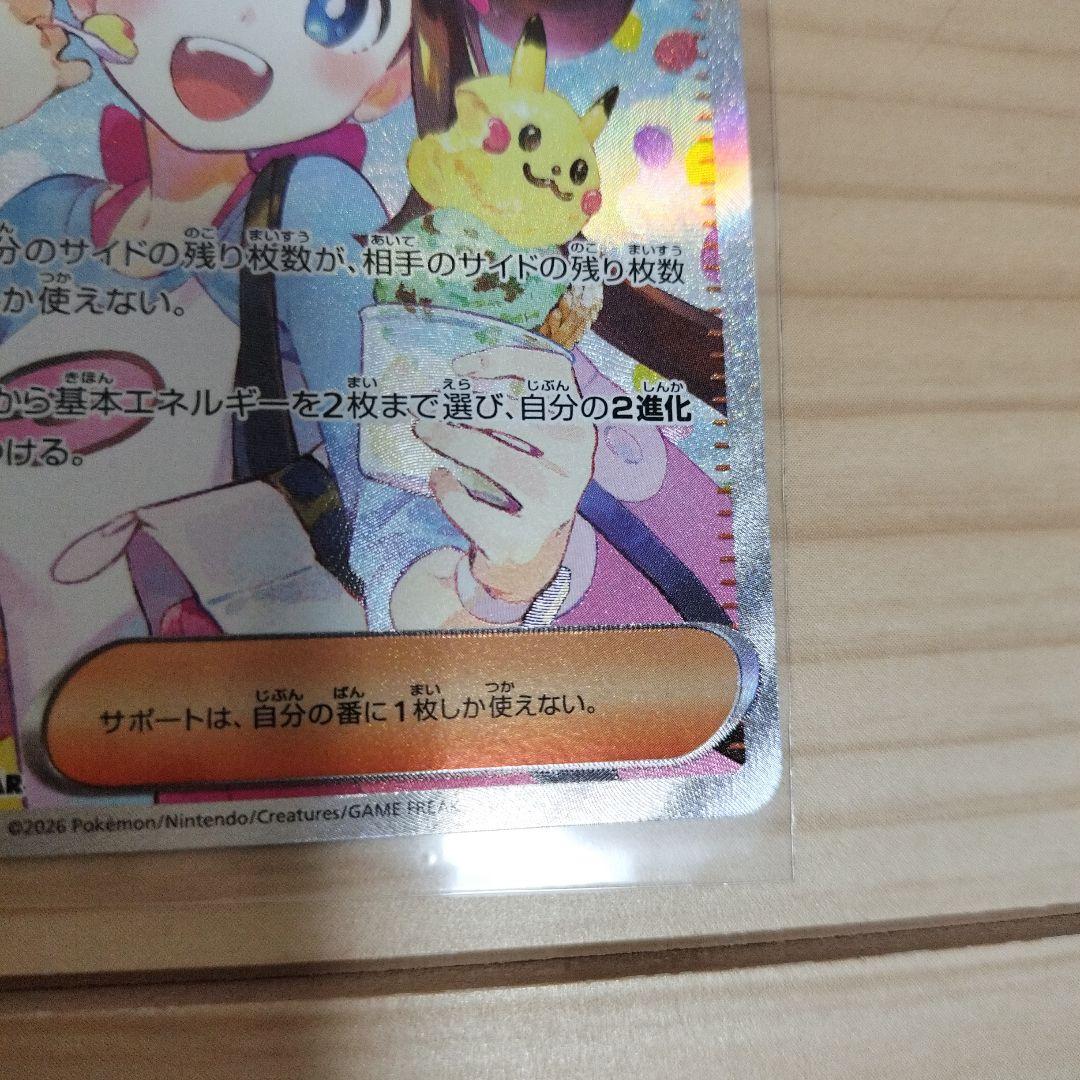 分のサイドの残り枚数が、相手のサイドの残り枚数
か使えない。
から基本エネルギーを2枚まで選び、自分の2進化
つける。
サポートは、自分の番に1枚しか使えない。
AR
©2026 Pokémon/Nintendo/Creatures/GAME FREAK